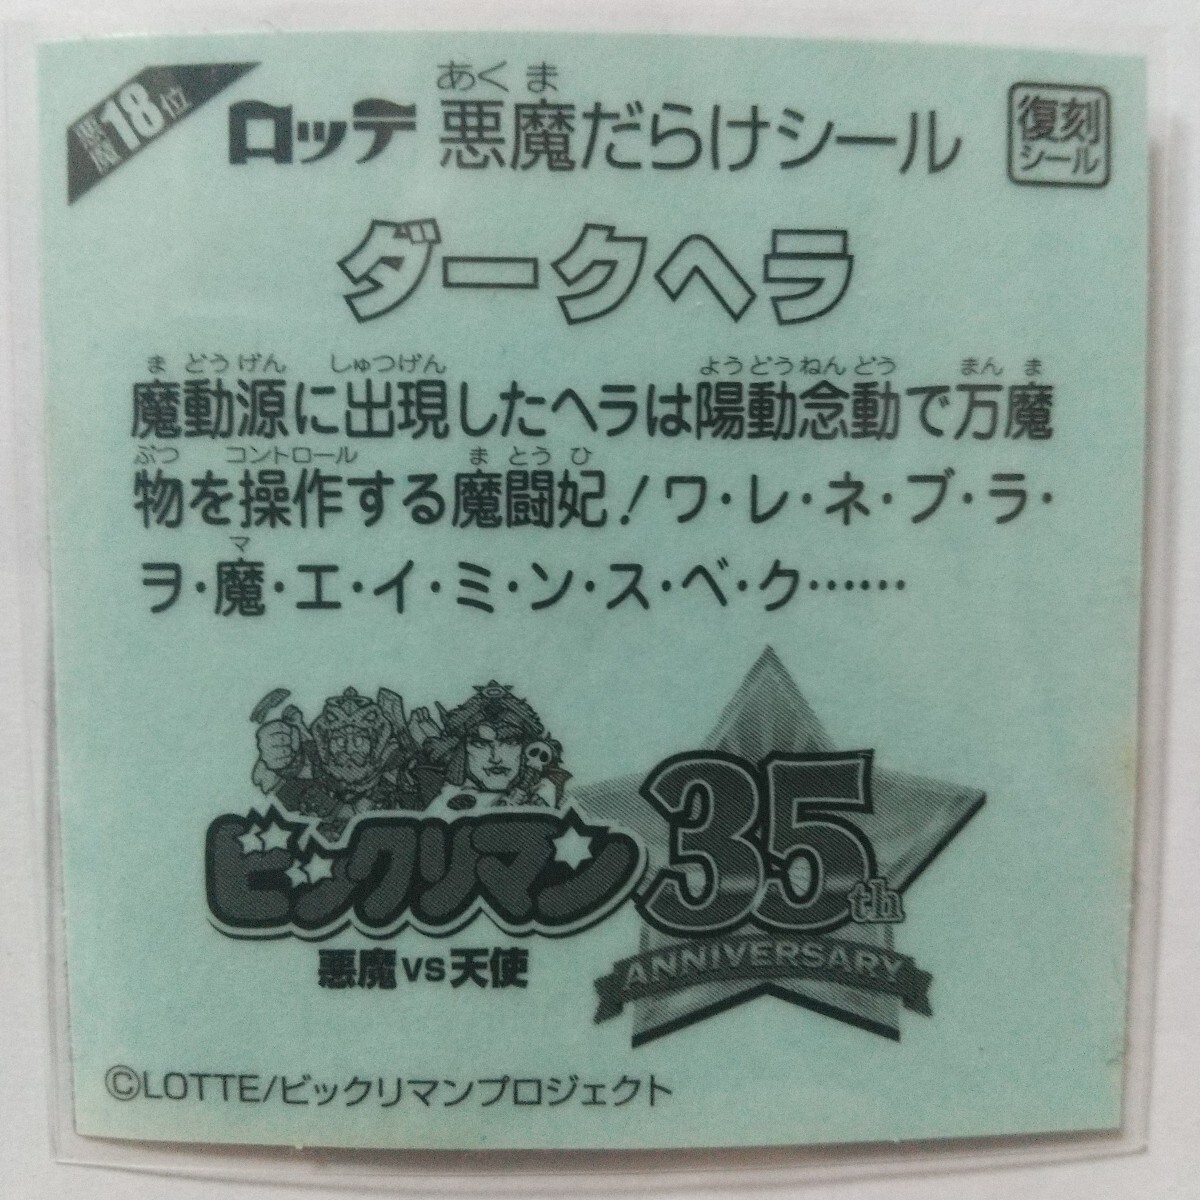 悪魔18位
ロッテ 悪魔だらけシール
あくま
復刻
シール
ダークヘラ
まどうげん しゅつげん ようどうねんどう まんま
魔動源に出現したヘラは陽動念動で万魔
ぶつ コントロール まとうひ
物を操作する魔闘妃!ワ・レ・ネ・ブ・ラ・
マ
ヲ・魔・エ・イ・ミ・ン・ス・ベ・ク……
ビックリマン
悪魔VS天使
35th
ANNIVERSARY
©LOTTE/ビックリマンプロジェクト